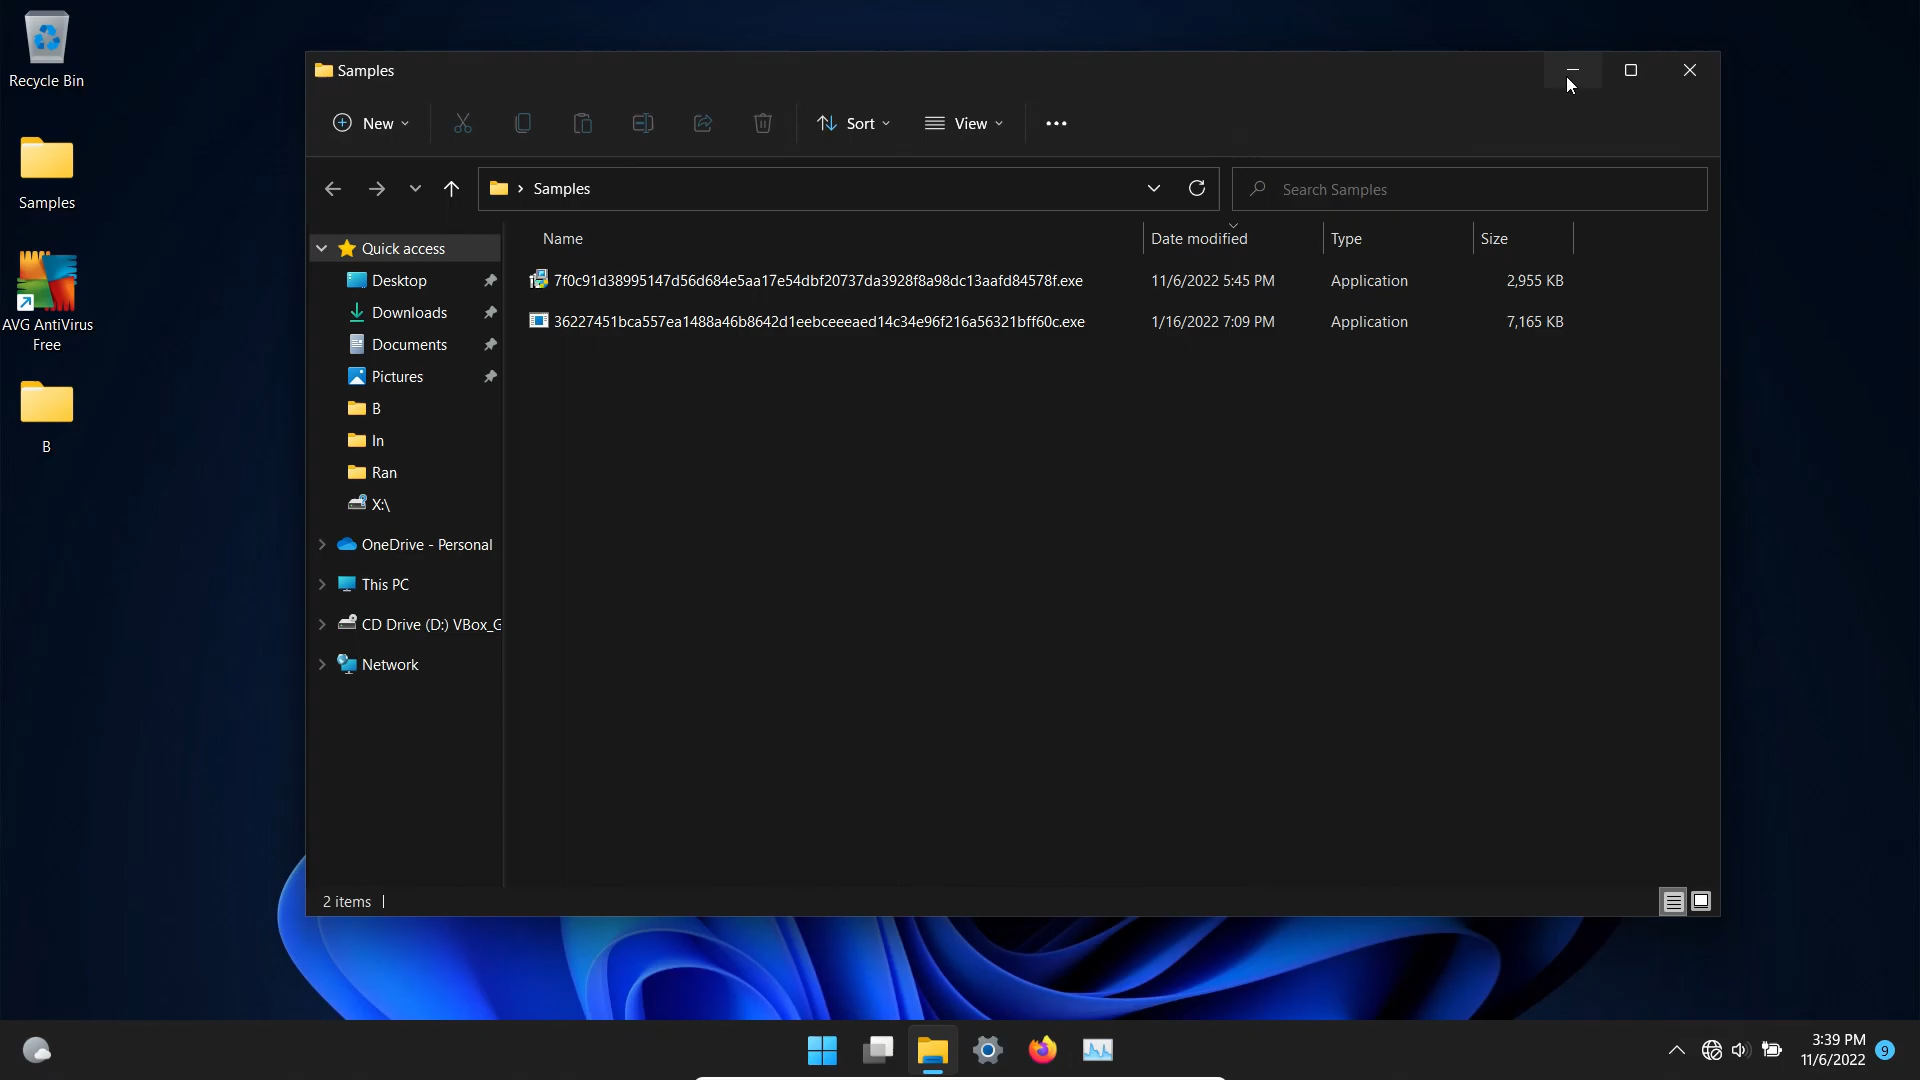 Recycle Bin
Samples
AVG AntiVirus
Free
B
Samples
New
Sort
View
Samples
Search Samples
Name
Date modified
Type
Size
7f0c91d38995147d56d684e5aa17e54dbf20737da3928f8a98dc13aafd84578f.exe
11/6/2022 5:45 PM
Application
2,955 KB
36227451bca557ea1488a46b8642d1eebceeeaed14c34e96f216a56321bff60c.exe
1/16/2022 7:09 PM
Application
7,165 KB
Quick access
Desktop
Downloads
Documents
Pictures
B
In
Ran
X:\
OneDrive - Personal
This PC
CD Drive (D:) VBox_G
Network
2 items
3:39 PM
11/6/2022
9